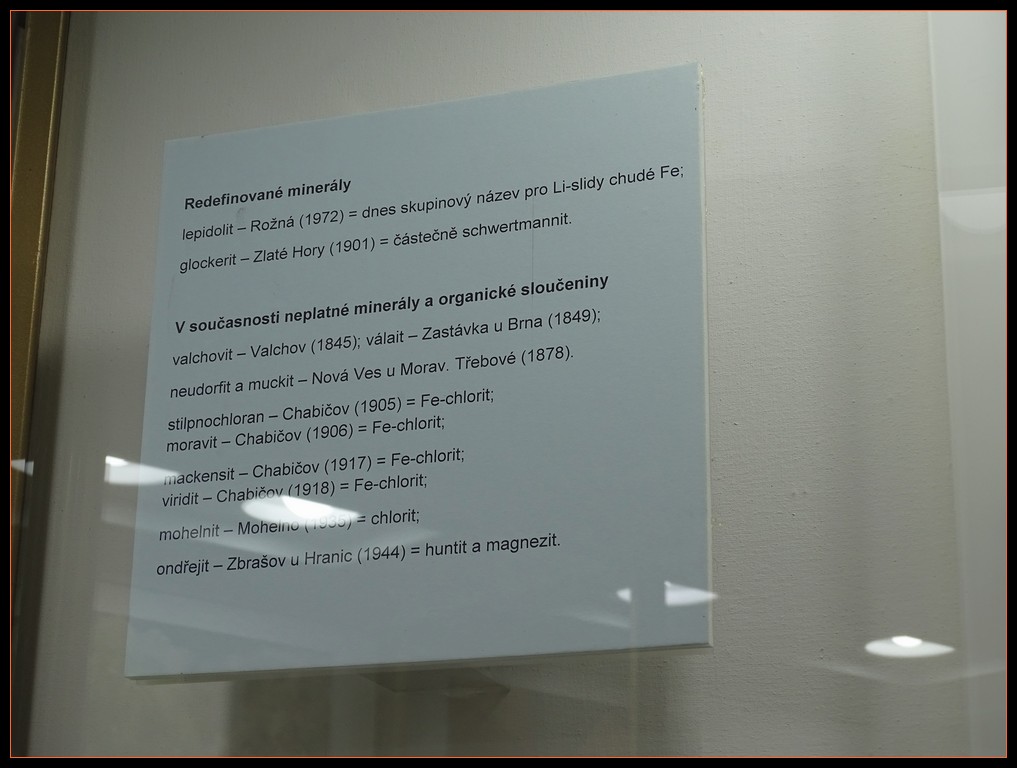 Redefinované minerály
lepidolit – Rožná (1972) = dnes skupinový název pro Li-slidy chudé Fe;
glockerit – Zlaté Hory (1901) = částečně schwertmannit.
V současnosti neplatné minerály a organické sloučeniny
valchovit – Valchov (1845); válait – Zastávka u Brna (1849);
neudorfit a muckit – Nová Ves u Morav. Třebové (1878).
stilpnochloran – Chabičov (1905) = Fe-chlorit;
moravit – Chabičov (1906) = Fe-chlorit;
mackensit – Chabičov (1917) = Fe-chlorit;
viridit – Chabičov (1918) = Fe-chlorit;
mohelnit – Mohelno = chlorit;
ondřejit – Zbrašov u Hranic (1944) = huntit a magnezit.